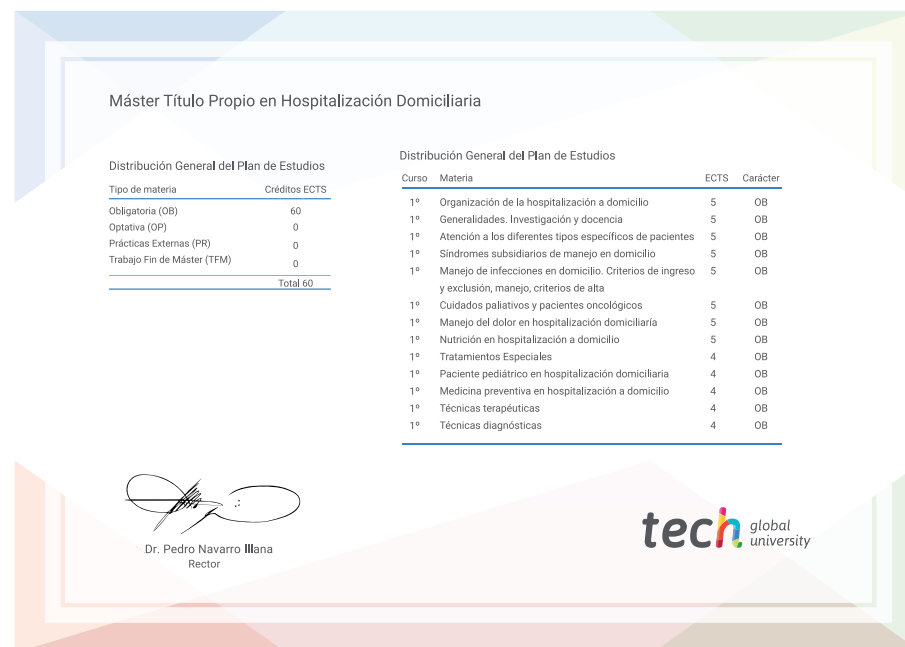 Máster Título Propio en Hospitalización Domiciliaria
Distribución General del Plan de Estudios
Tipo de materia Créditos ECTS
Obligatoria (OB) 60
Optativa (OP) 0
Prácticas Externas (PR) 0
Trabajo Fin de Máster (TFM) 0
Total 60
Distribución General del Plan de Estudios
Curso Materia ECTS Carácter
1º Organización de la hospitalización a domicilio 5 OB
1º Generalidades. Investigación y docencia 5 OB
1º Atención a los diferentes tipos específicos de pacientes 5 OB
1º Síndromes subsidiarios de manejo en domicilio 5 OB
1º Manejo de infecciones en domicilio. Criterios de ingreso 5 OB
y exclusión, manejo, criterios de alta
1º Cuidados paliativos y pacientes oncológicos 5 OB
1º Manejo del dolor en hospitalización domiciliaría 5 OB
1º Nutrición en hospitalización a domicilio 5 OB
1º Tratamientos Especiales 4 OB
1º Paciente pediátrico en hospitalización domiciliaria 4 OB
1º Medicina preventiva en hospitalización a domicilio 4 OB
1º Técnicas terapéuticas 4 OB
1º Técnicas diagnósticas 4 OB
Dr. Pedro Navarro Illana
Rector
tech global
university